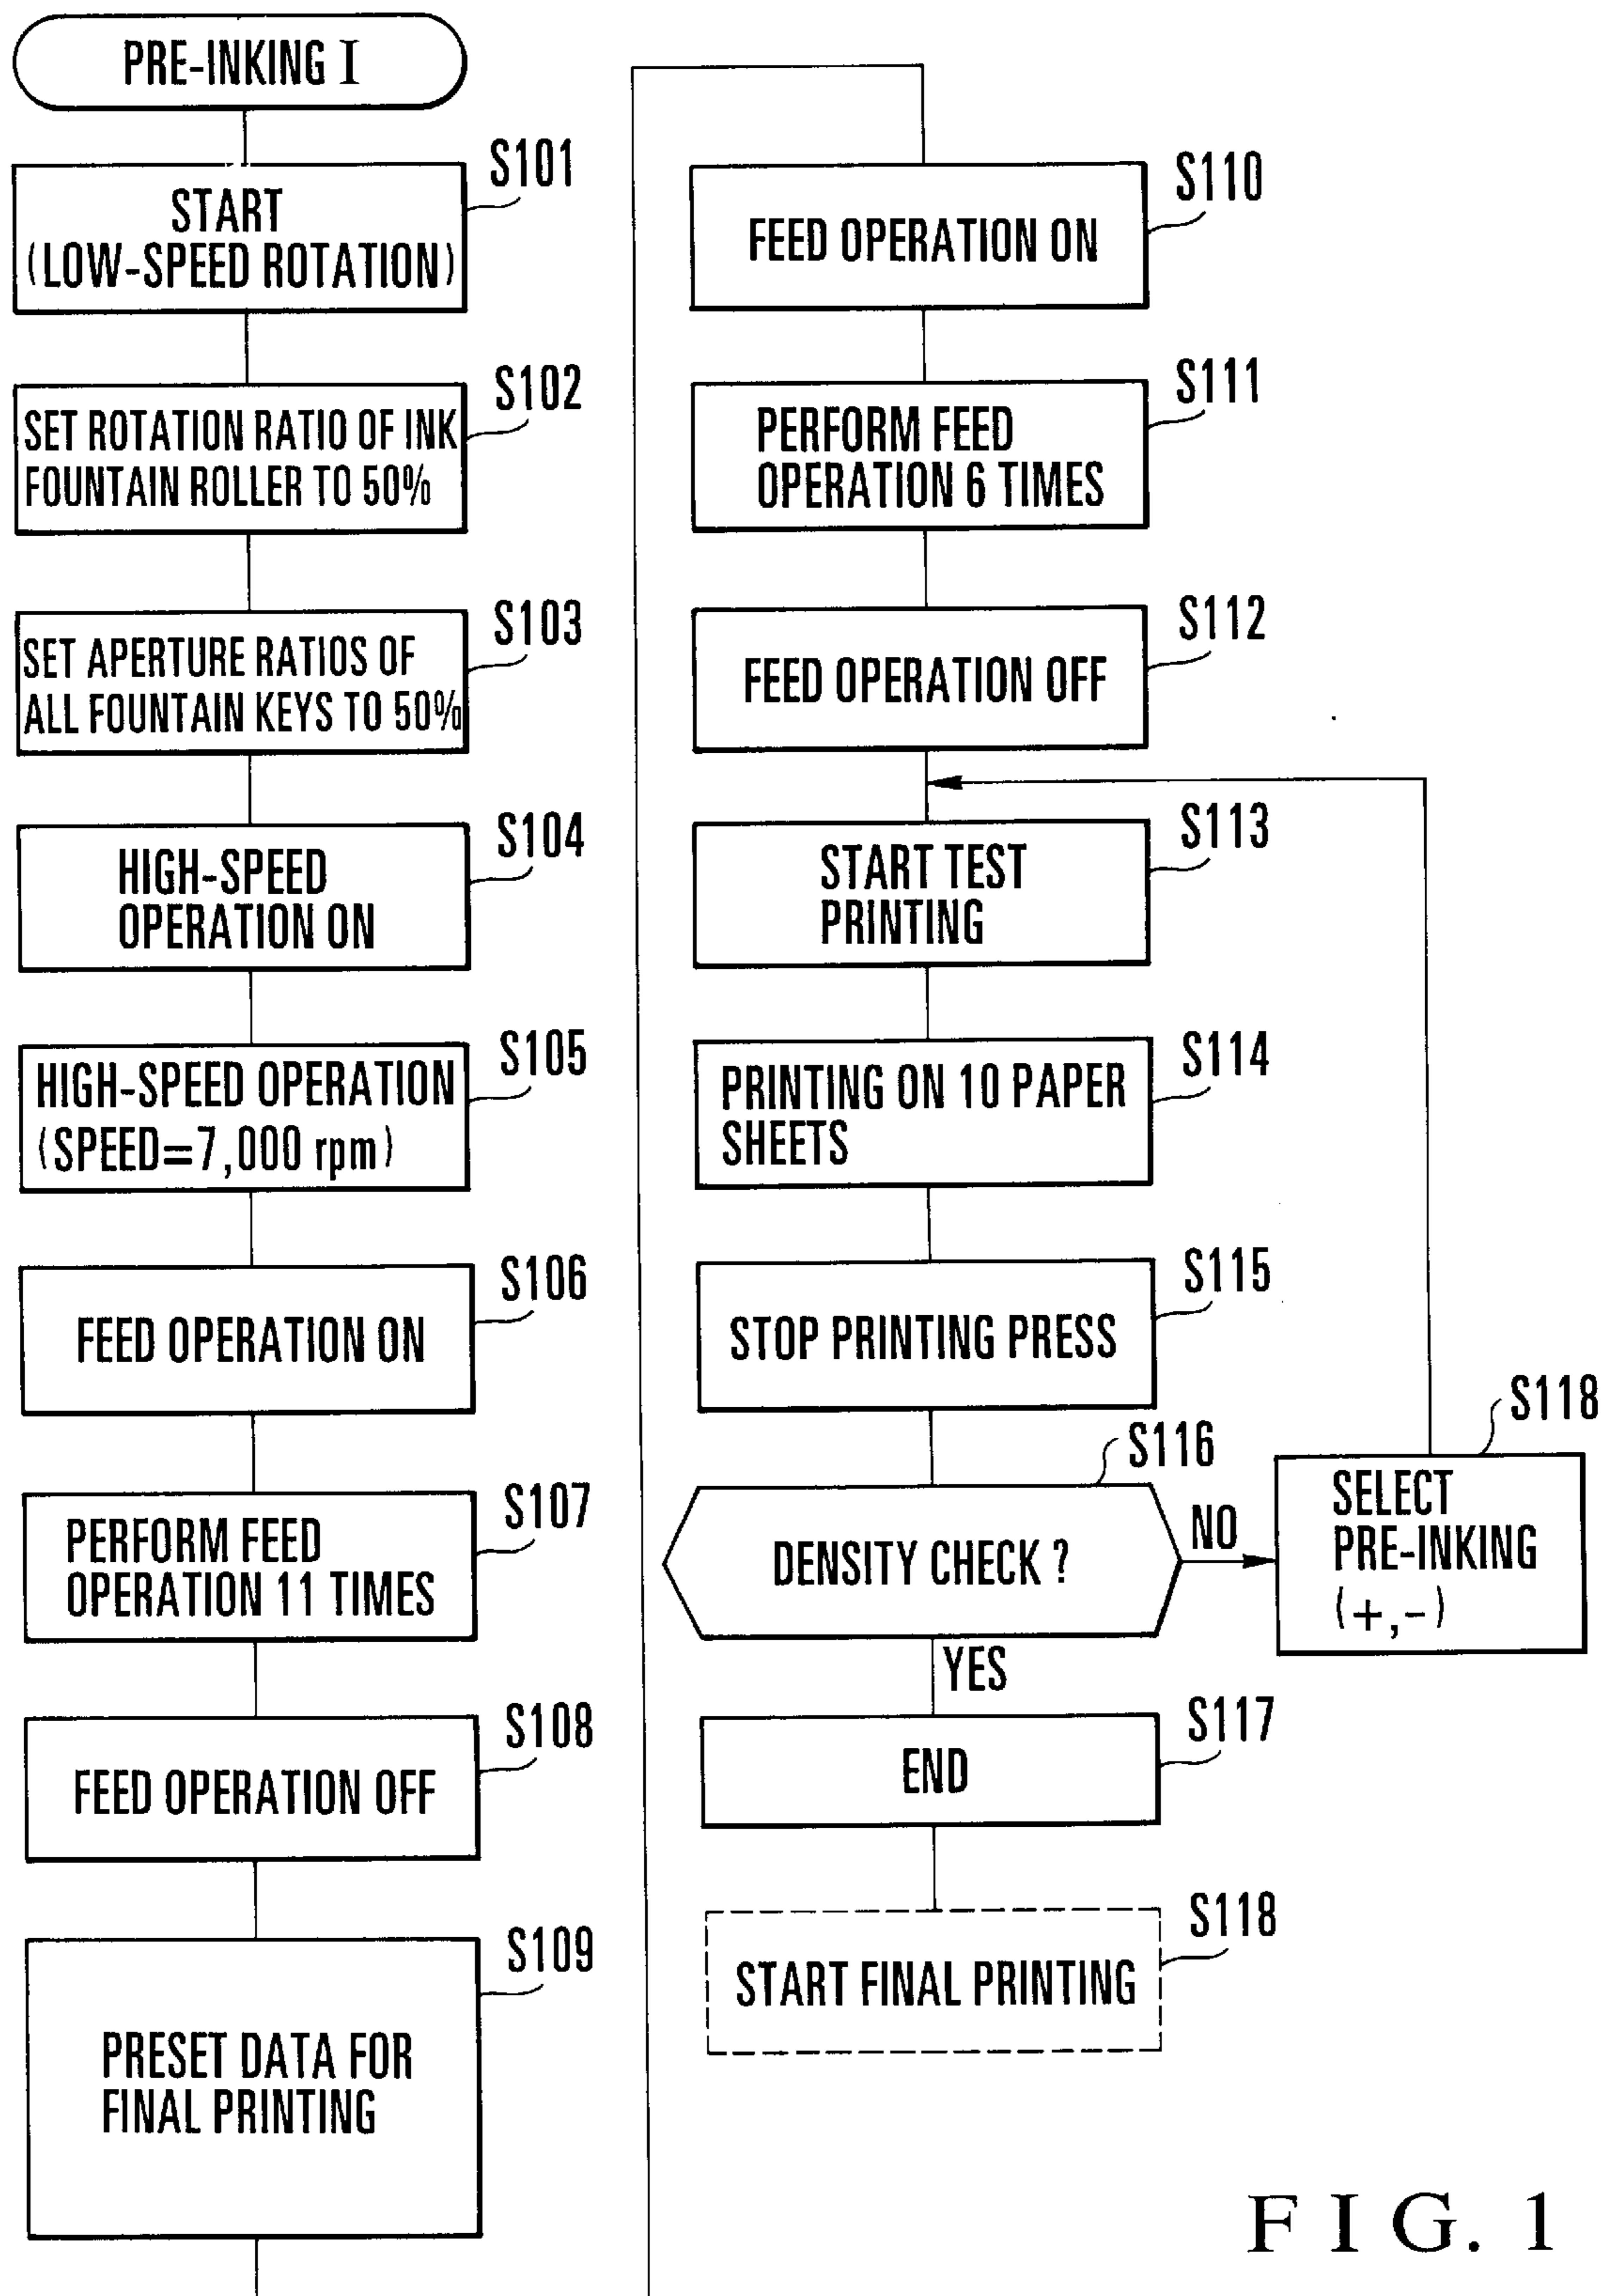 PRE-INKING I
S101
START
(LOW-SPEED ROTATION)
S102
SET ROTATION RATIO OF INK
FOUNTAIN ROLLER TO 50%
S103
SET APERTURE RATIOS OF
ALL FOUNTAIN KEYS TO 50%
S104
HIGH-SPEED
OPERATION ON
S105
HIGH-SPEED OPERATION
(SPEED=7,000 rpm)
S106
FEED OPERATION ON
S107
PERFORM FEED
OPERATION 11 TIMES
S108
FEED OPERATION OFF
S109
PRESET DATA FOR
FINAL PRINTING
S110
FEED OPERATION ON
S111
PERFORM FEED
OPERATION 6 TIMES
S112
FEED OPERATION OFF
S113
START TEST
PRINTING
S114
PRINTING ON 10 PAPER
SHEETS
S115
STOP PRINTING PRESS
S116
DENSITY CHECK ?
NO
S118
SELECT
PRE-INKING
(+,-)
YES
S117
END
S118
START FINAL PRINTING
FIG. 1